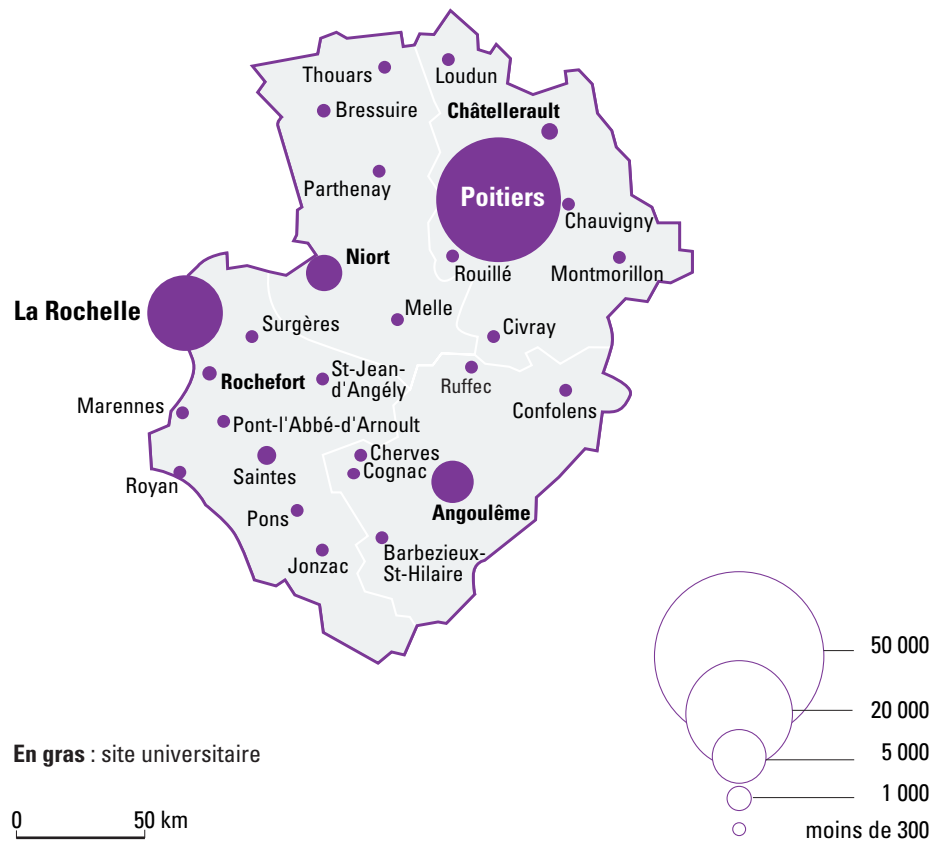 Thouars
Loudun
Bressuire
Châtellerault
Parthenay
Poitiers
Chauvigny
Niort
Rouillé
Montmorillon
La Rochelle
Melle
Surgères
Civray
St-Jean-
d'Angély
Rochefort
Ruffec
Marennes
Confolens
Pont-l'Abbé-d'Arnoult
Cherves
Cognac
Saintes
Royan
Angoulême
Pons
Barbezieux-
St-Hilaire
Jonzac
50 000
20 000
5 000
1 000
moins de 300
En gras : site universitaire
0 50 km